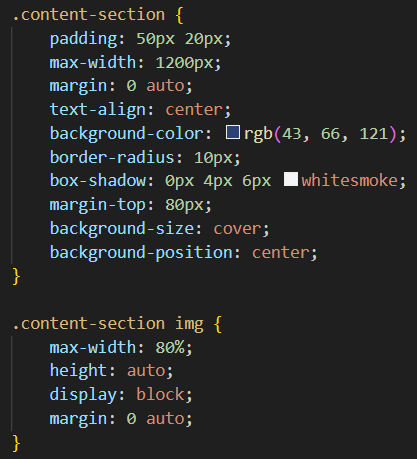 .content-section {
    padding: 50px 20px;
    max-width: 1200px;
    margin: 0 auto;
    text-align: center;
    background-color: rgb(43, 66, 121);
    border-radius: 10px;
    box-shadow: 0px 4px 6px whitesmoke;
    margin-top: 80px;
    background-size: cover;
    background-position: center;
}

.content-section img {
    max-width: 80%;
    height: auto;
    display: block;
    margin: 0 auto;
}